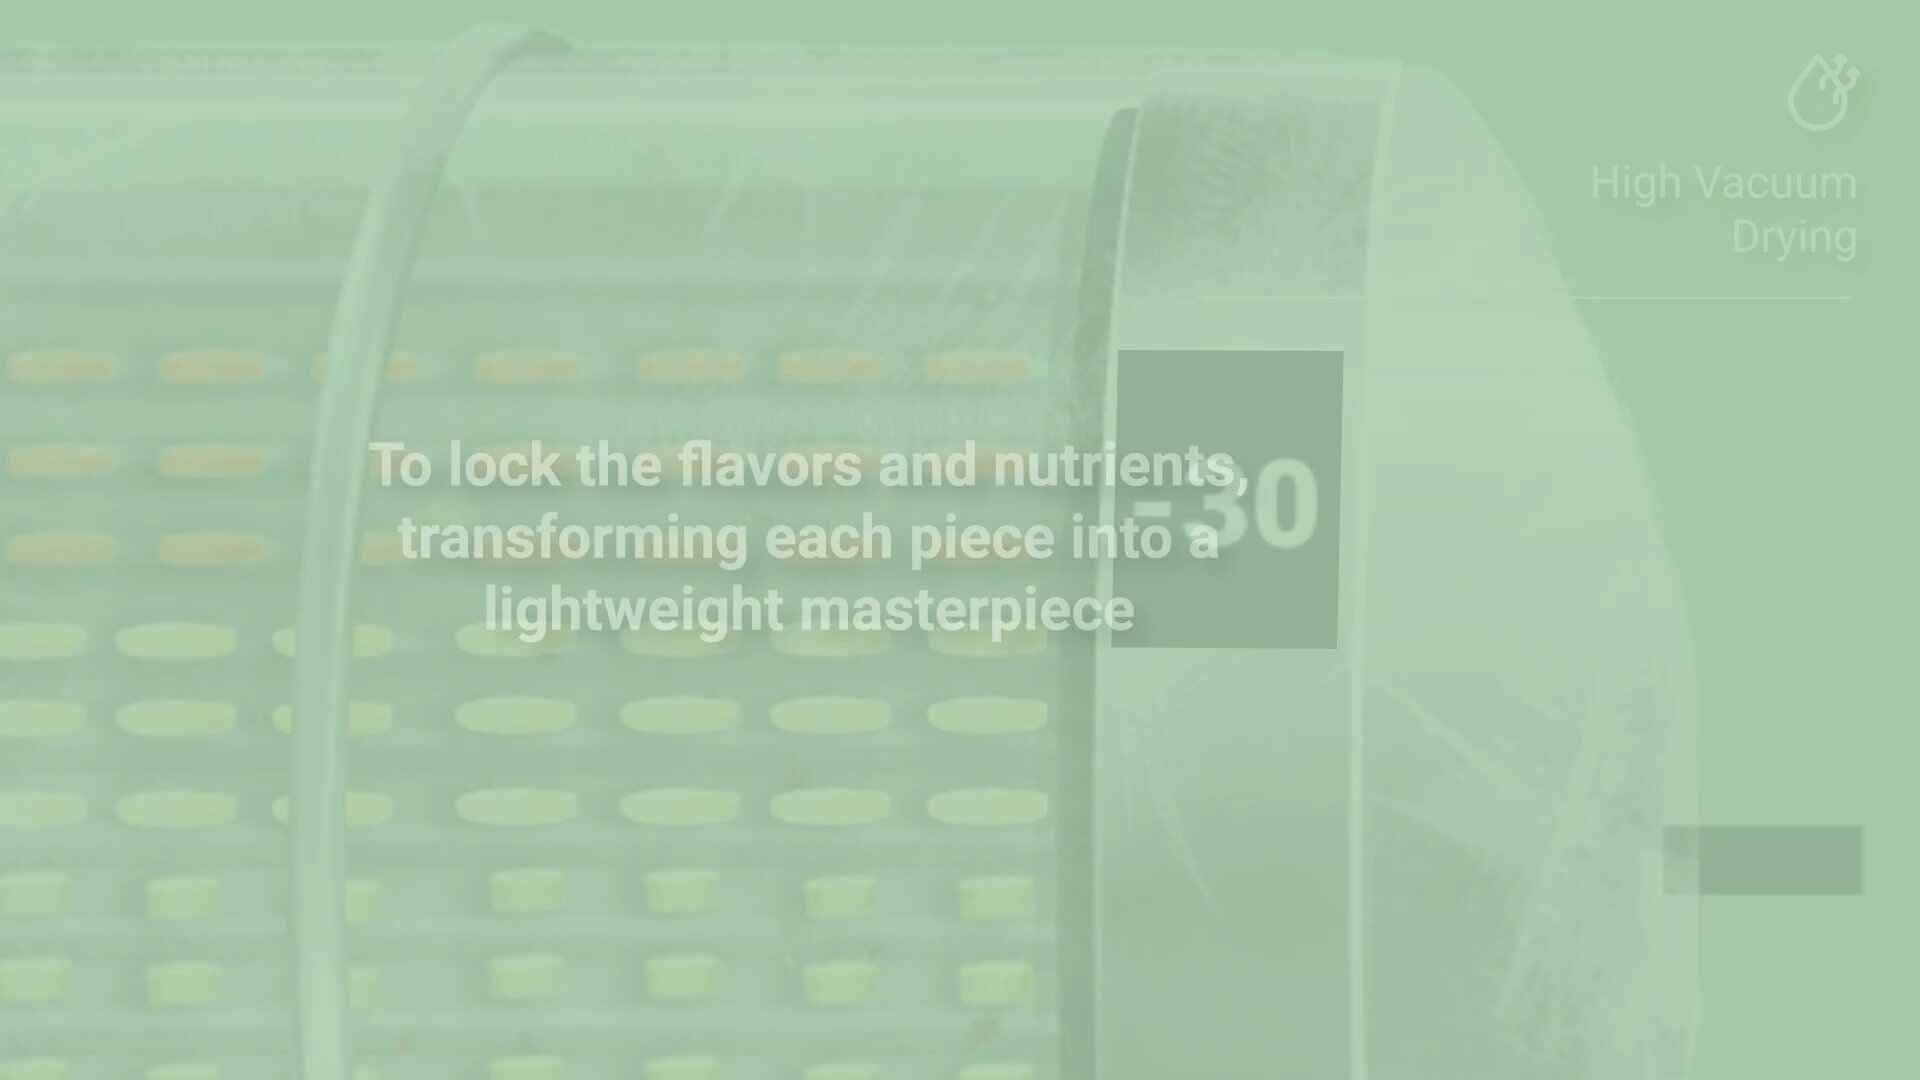 High Vacuum
Drying
To lock the flavors and nutrients,
transforming each piece into a
lightweight masterpiece
-30